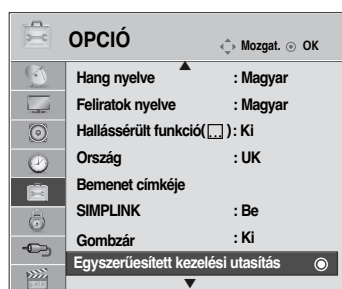 OPCIÓ
Mozgat. OK
Hang nyelve : Magyar
Feliratok nyelve : Magyar
Hallássérült funkció( ) : Ki
Ország : UK
Bemenet címkéje
SIMPLINK : Be
Gombzár : Ki
Egyszerűesített kezelési utasítás